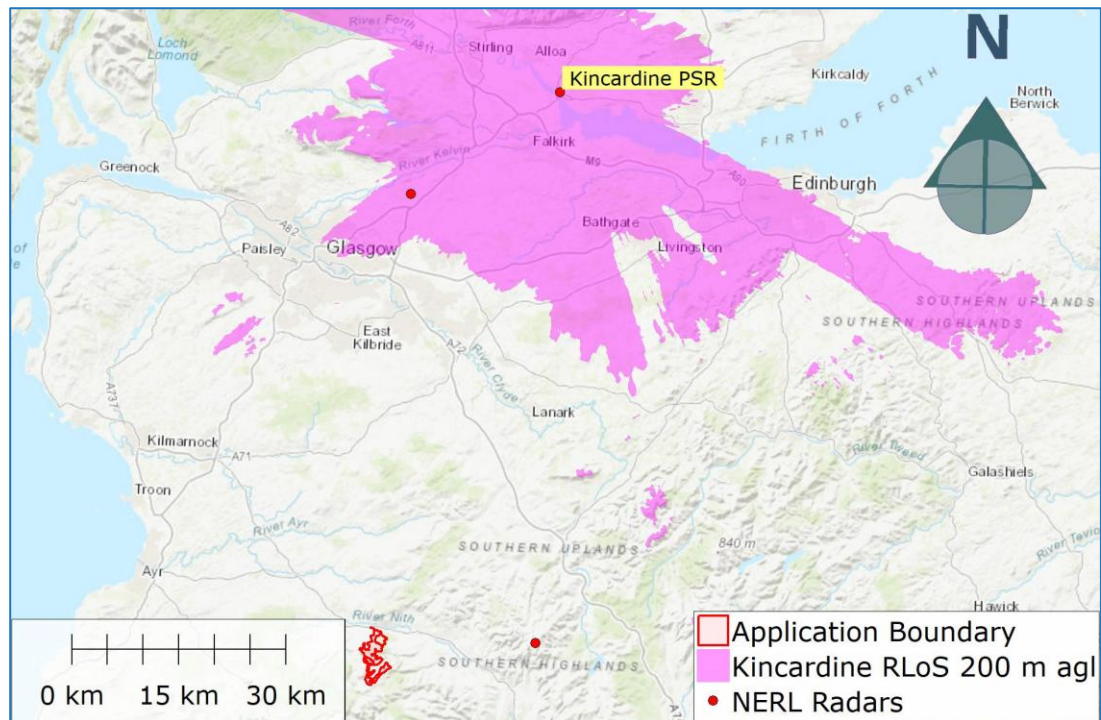 River Forth
A811
Stirling
Alloa
Loch
Lomond
Kincardine PSR
Kirkcaldy
North
Berwick
N
FIRTH OF FORTH
Falkirk
M9
River Kelvin
A90
Greenock
Edinburgh
A82
Bathgate
Livingston
of
Paisley
Glasgow
East
Kilbride
A72
SOUTHERN UPLANDS
SOUTHERN HIGHLANDS
A737
River Clyde
Lanark
Kilmarnock
A71
River Tweed
Galashiels
Troon
River Ayr
SOUTHERN UPLANDS
840 m
Ayr
Hawick
River Nith
SOUTHERN HIGHLANDS
0 km 15 km 30 km
Application Boundary
Kincardine RLoS 200 m agl
NERL Radars